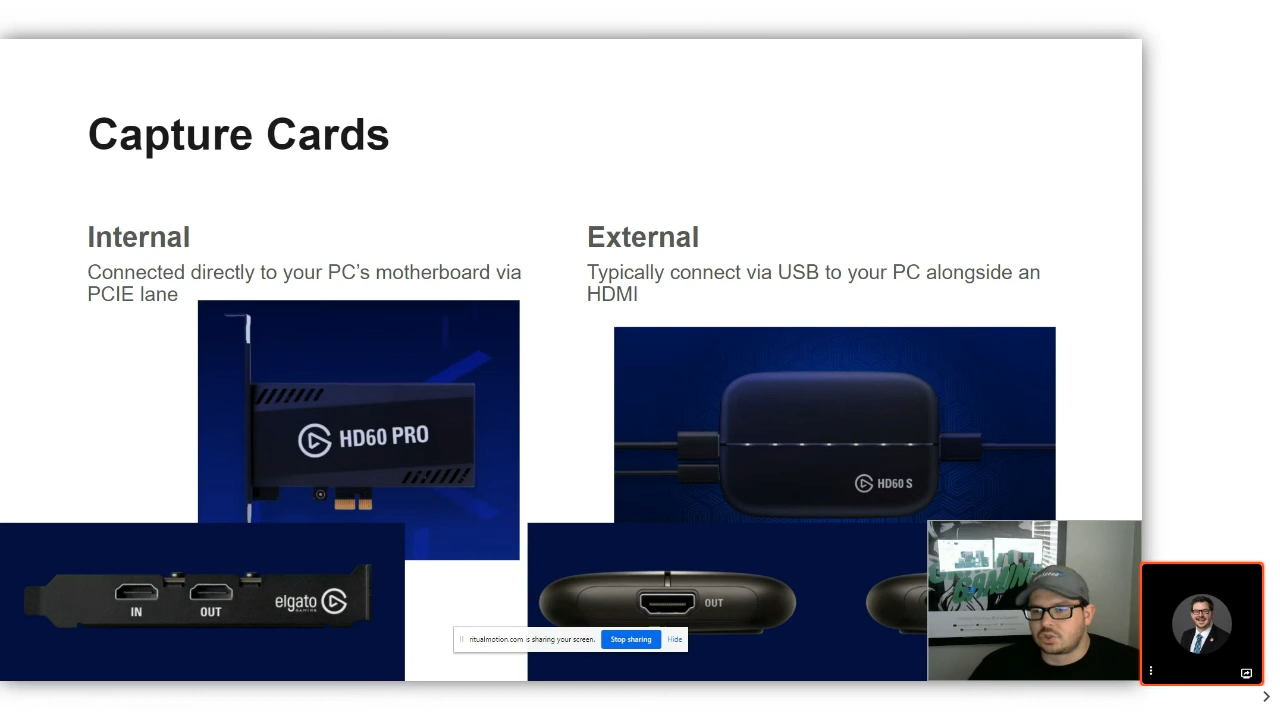 Capture Cards
Internal
Connected directly to your PC’s motherboard via
PCIE lane
External
Typically connect via USB to your PC alongside an
HDMI
HD60 PRO
HD60 S
IN
OUT
elgato
GAMING
OUT
ritualmotion.com is sharing your screen.
Stop sharing
Hide